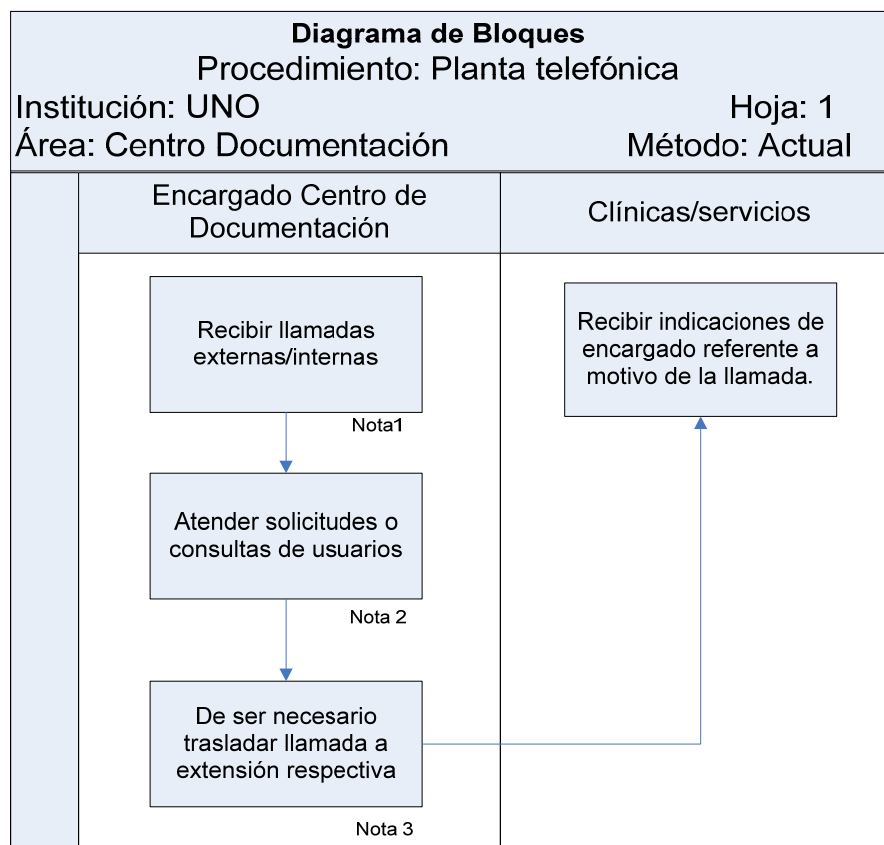 Diagrama de Bloques
Procedimiento: Planta telefónica
Institución: UNO
Hoja: 1
Área: Centro Documentación
Método: Actual
Encargado Centro de
Documentación
Clínicas/servicios
Recibir llamadas
externas/internas
Nota1
Atender solicitudes o
consultas de usuarios
Nota 2
De ser necesario
trasladar llamada a
extensión respectiva
Nota 3
Recibir indicaciones de
encargado referente a
motivo de la llamada.